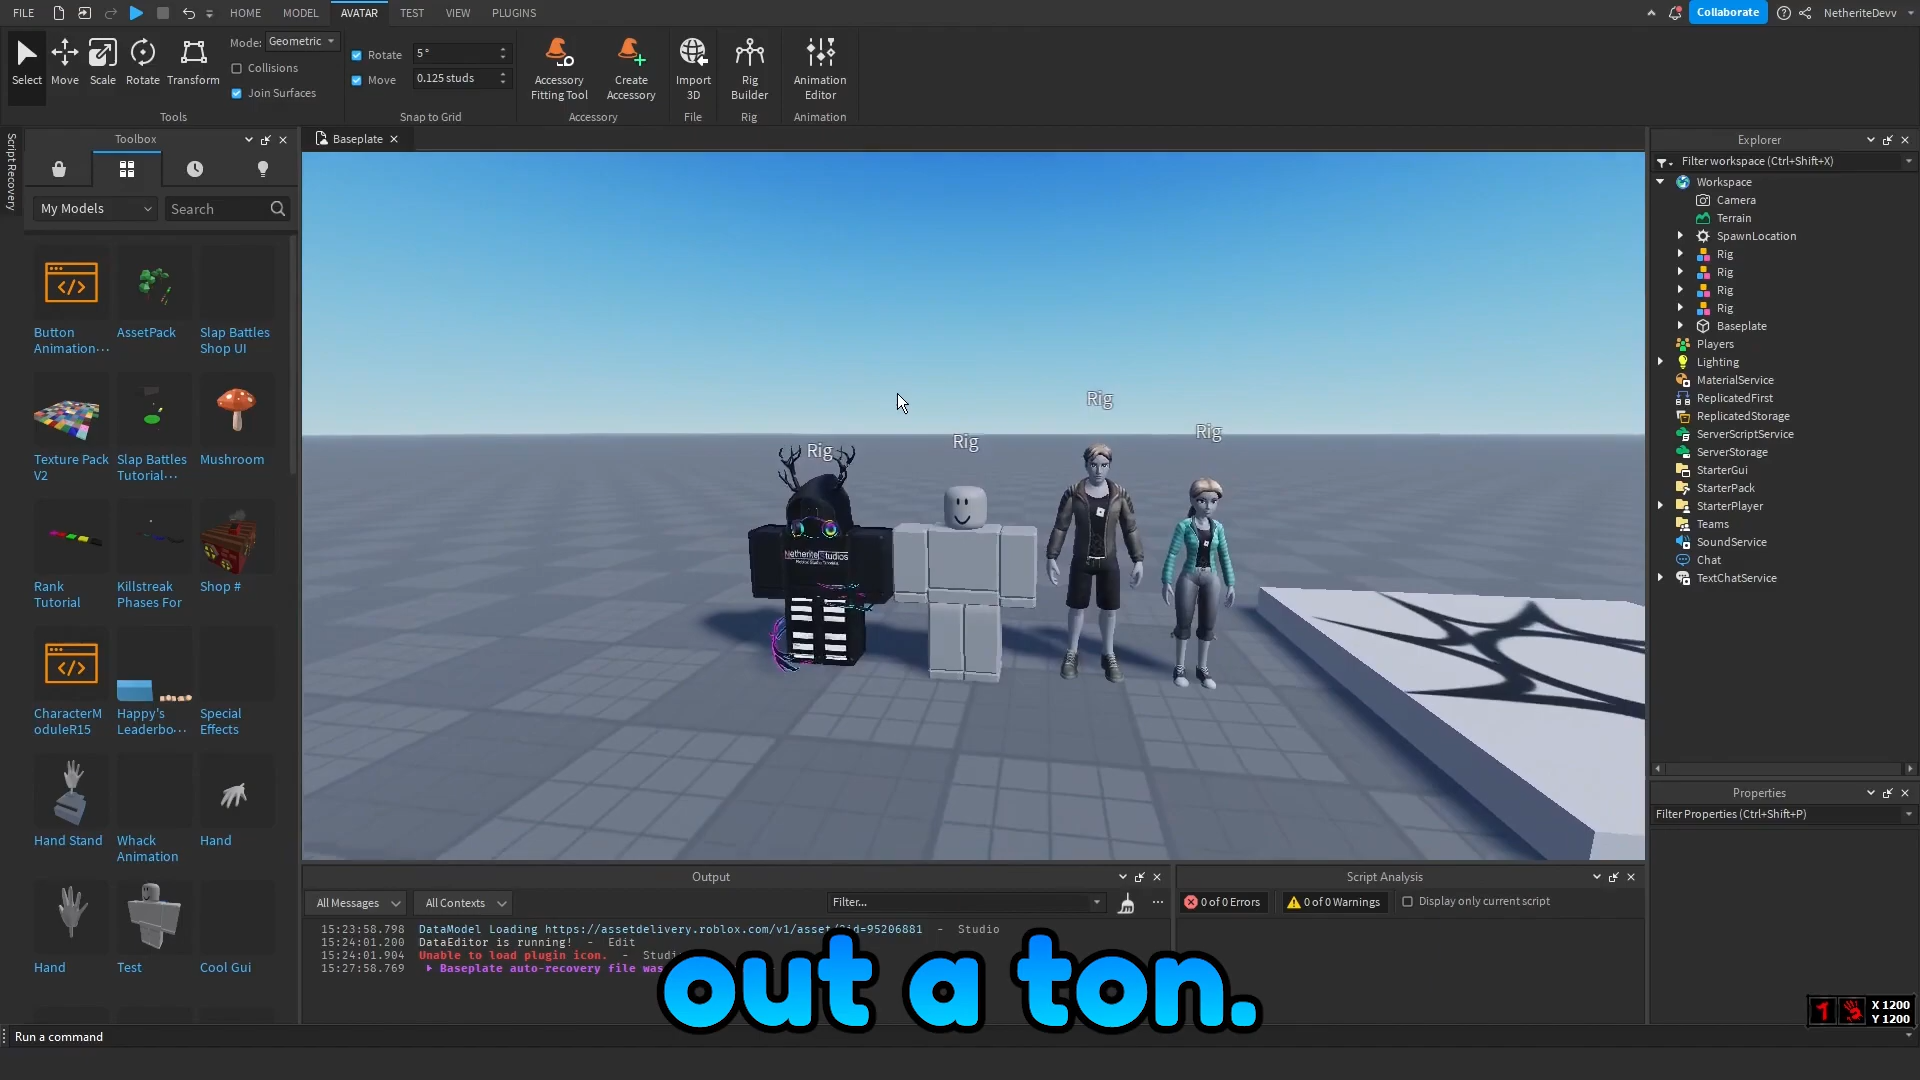 FILE HOME MODEL AVATAR TEST VIEW PLUGINS Collaborate NetheriteDevv
Select Move Scale Rotate Transform
Mode: Geometric
Collisions
Join Surfaces
Tools
Rotate 5°
Move 0.125 studs
Snap to Grid
Accessory
Fitting Tool
Create
Accessory
Accessory
Import
3D
File
Rig
Builder
Rig
Animation
Editor
Animation
Script Recovery
Toolbox
My Models Search
Button
Animation...
AssetPack
Slap Battles
Shop UI
Texture Pack
V2
Slap Battles
Tutorial...
Mushroom
Rank
Tutorial
Killstreak
Phases For
Shop #
CharacterM
oduleR15
Happy's
Leaderbo...
Special
Effects
Hand Stand
Whack
Animation
Hand
Hand
Test
Cool Gui
Baseplate
Rig
Rig
Rig
Rig
Netherite Studios
Explorer
Filter workspace (Ctrl+Shift+X)
Workspace
Camera
Terrain
SpawnLocation
Rig
Rig
Rig
Rig
Baseplate
Players
Lighting
MaterialService
ReplicatedFirst
ReplicatedStorage
ServerScriptService
ServerStorage
StarterGui
StarterPack
StarterPlayer
Teams
SoundService
Chat
TextChatService
Properties
Filter Properties (Ctrl+Shift+P)
Output
All Messages All Contexts Filter...
15:23:58.798 DataModel Loading https://assetdelivery.roblox.com/v1/asset/?id=95206881 - Studio
15:24:01.200 DataEditor is running! - Edit
15:24:01.904 Unable to load plugin icon. -
15:27:58.769 Baseplate auto-recovery file was
Script Analysis
0 of 0 Errors 0 of 0 Warnings Display only current script
out a ton.
X 1200
Y 1200
Run a command